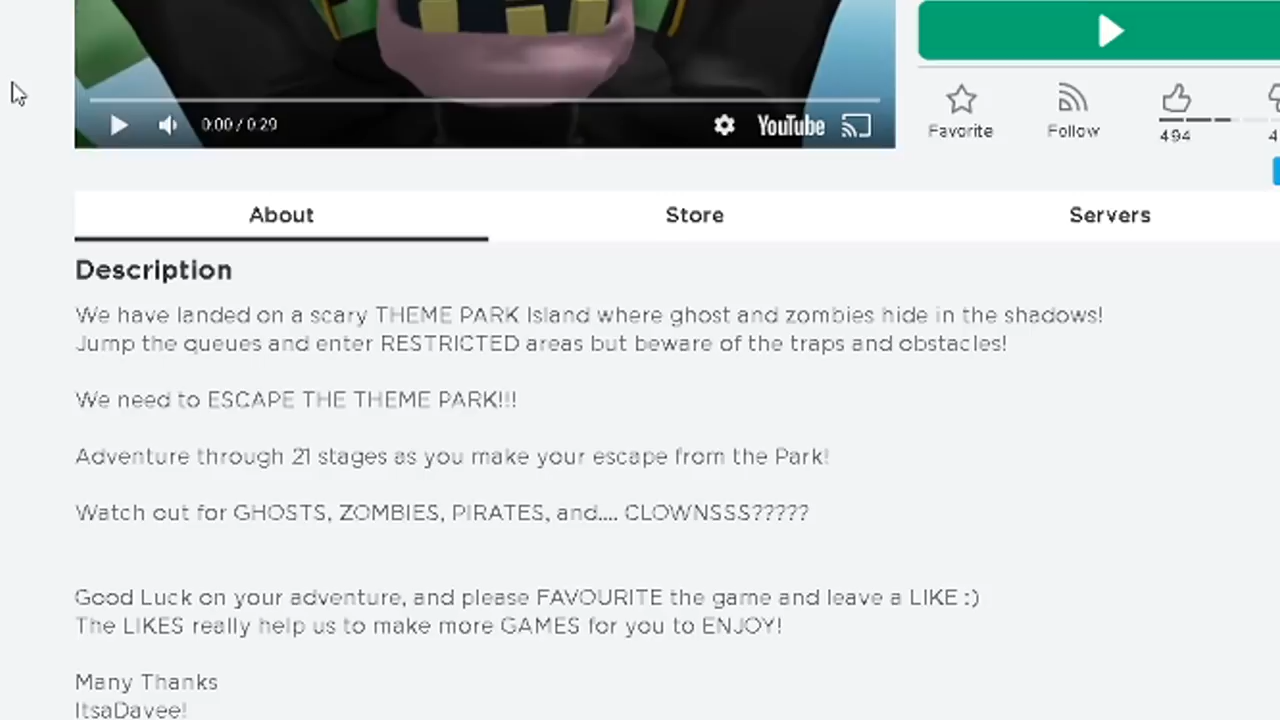 0:00 / 0:29
YouTube
Favorite
Follow
494
4
About
Store
Servers
Description
We have landed on a scary THEME PARK Island where ghost and zombies hide in the shadows!
Jump the queues and enter RESTRICTED areas but beware of the traps and obstacles!
We need to ESCAPE THE THEME PARK!!!
Adventure through 21 stages as you make your escape from the Park!
Watch out for GHOSTS, ZOMBIES, PIRATES, and.... CLOWNSSS?????
Good Luck on your adventure, and please FAVOURITE the game and leave a LIKE :)
The LIKES really help us to make more GAMES for you to ENJOY!
Many Thanks
ItsaDavee!